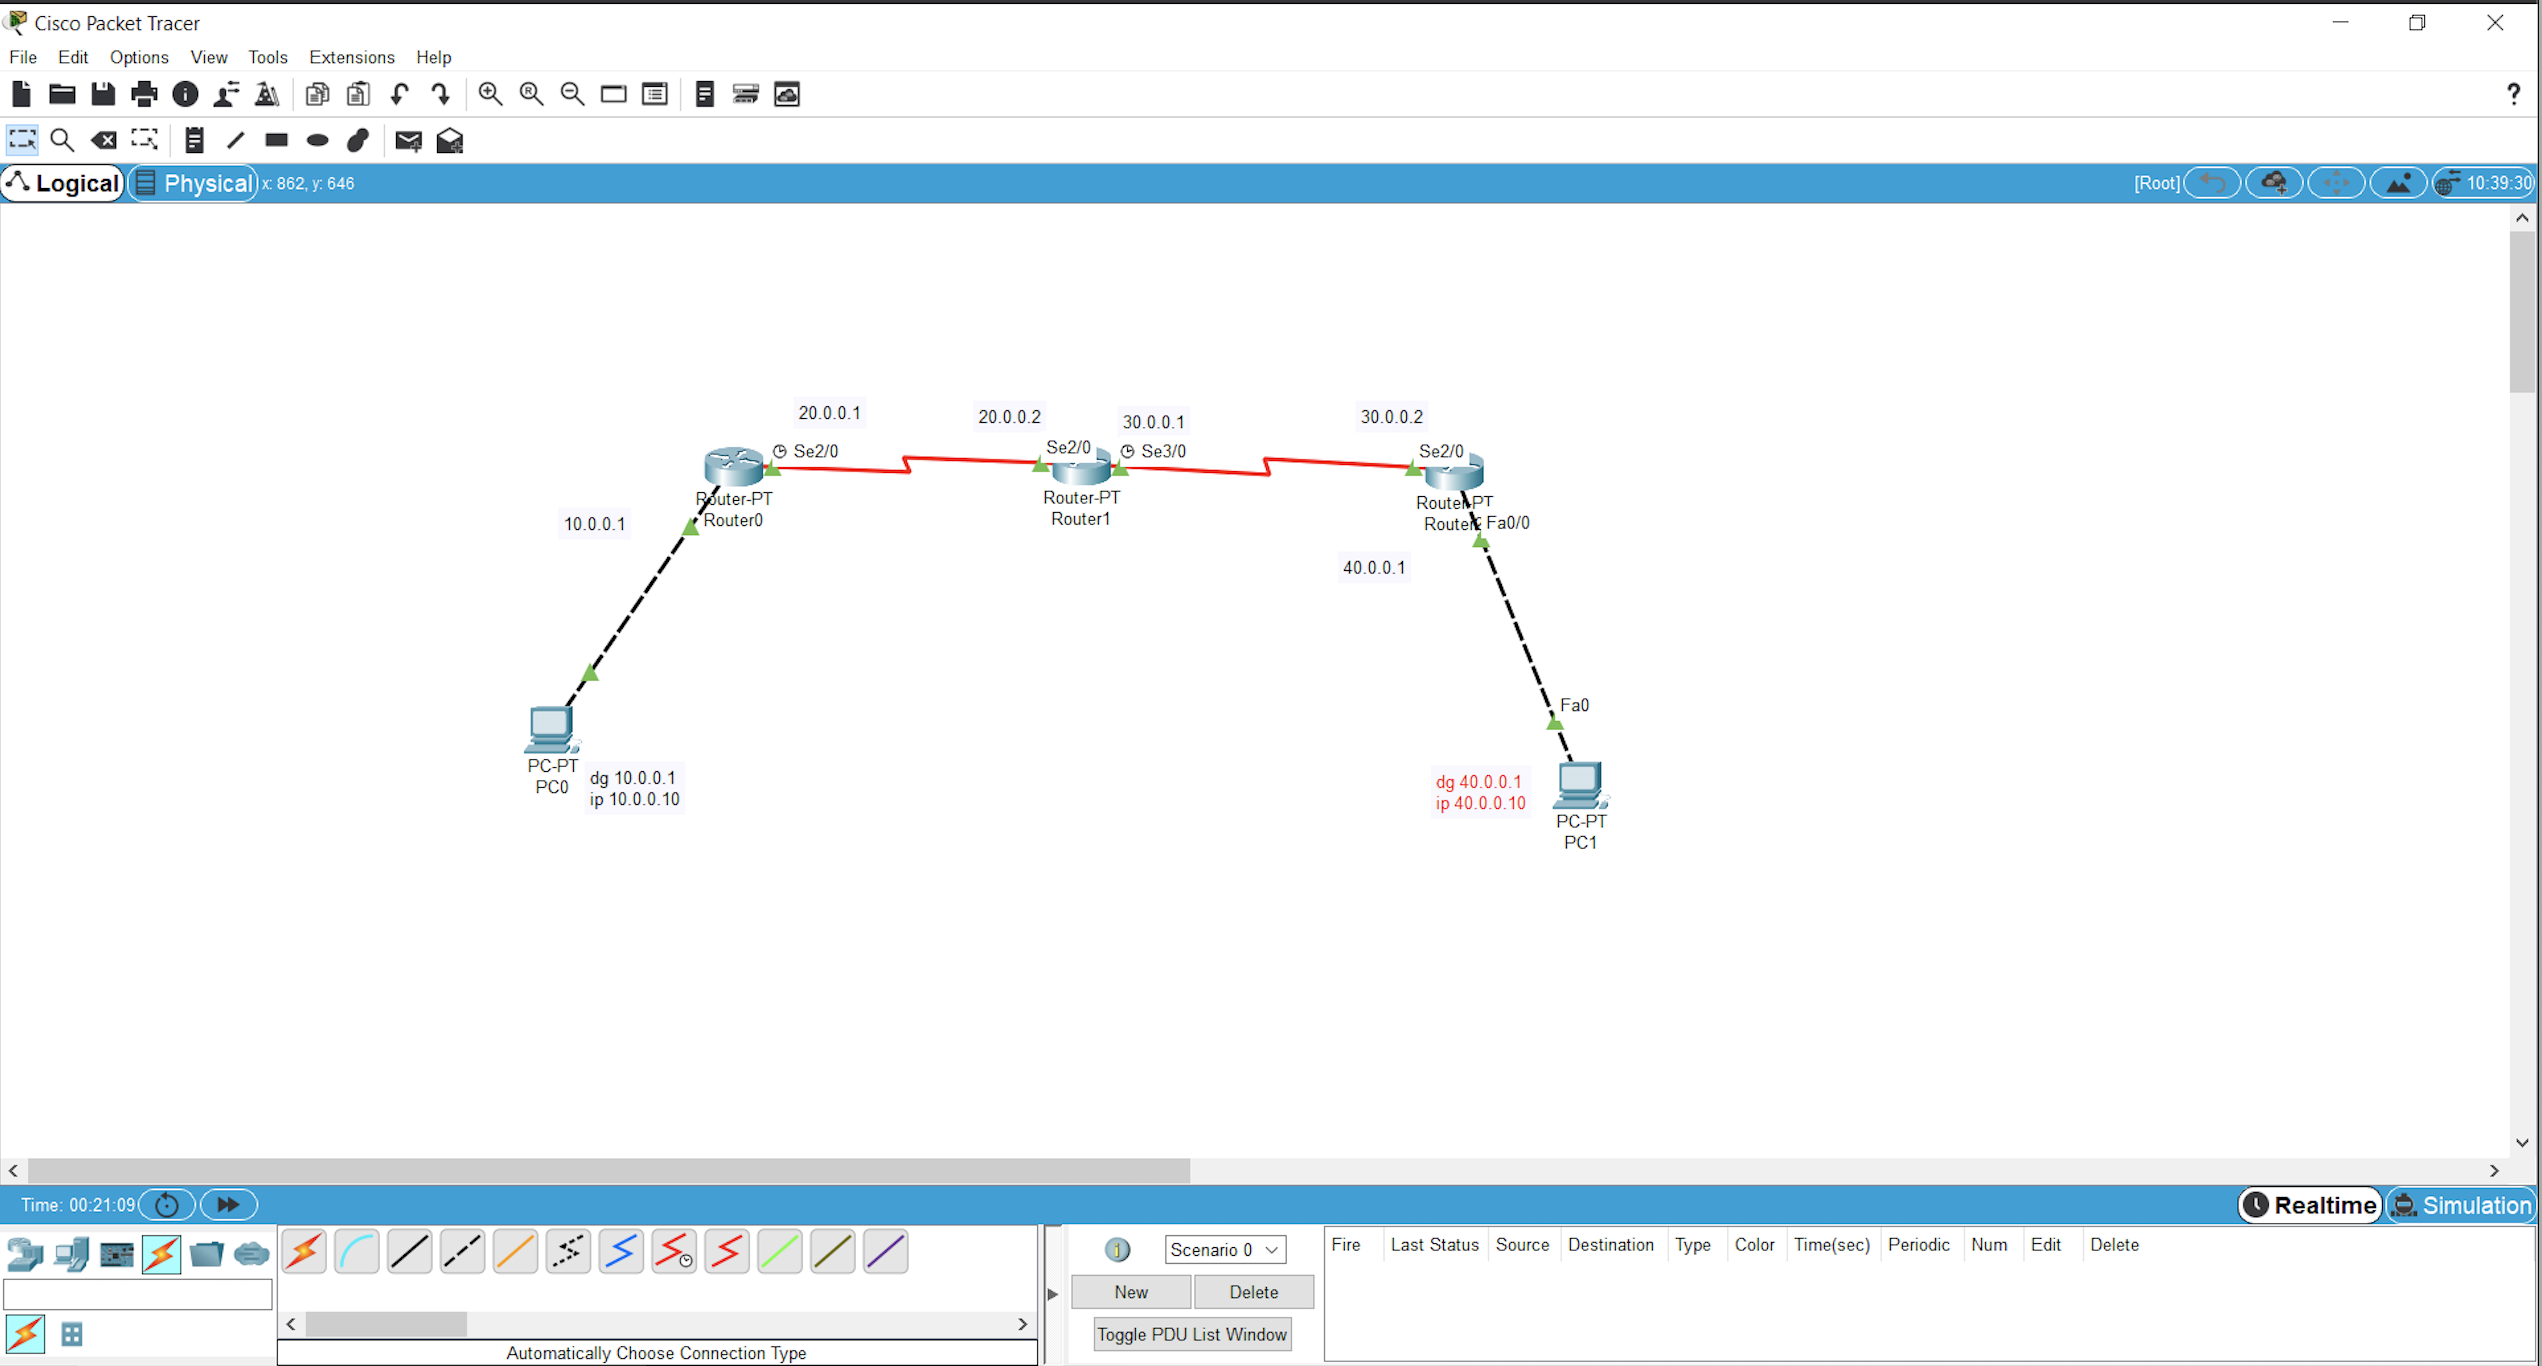 Cisco Packet Tracer
File Edit Options View Tools Extensions Help
?
Logical Physical x: 862, y: 646 [Root] 10:39:30
20.0.0.1 20.0.0.2 30.0.0.1 30.0.0.2
Se2/0 Se2/0 Se3/0 Se2/0
Router-PT
Router0
Router-PT
Router1
Router-PT
Fa0/0
10.0.0.1
40.0.0.1
Fa0
PC-PT
PC0
dg 10.0.0.1
ip 10.0.0.10
dg 40.0.0.1
ip 40.0.0.10
PC-PT
PC1
Time: 00:21:09 Realtime Simulation
Scenario 0
New Delete
Toggle PDU List Window
Fire Last Status Source Destination Type Color Time(sec) Periodic Num Edit Delete
Automatically Choose Connection Type